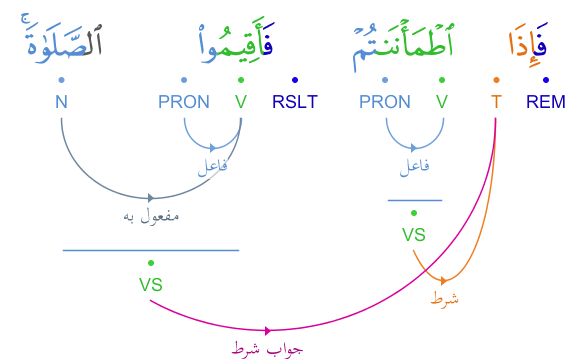 فَإِذَا ٱطْمَأْنَنتُمْ فَأَقِيمُوا۟ ٱلصَّلَوٰةَ ۚ
REM T V PRON RSLT V PRON N
فاعل فاعل
مفعول به
VS
VS
شرط
جواب شرط